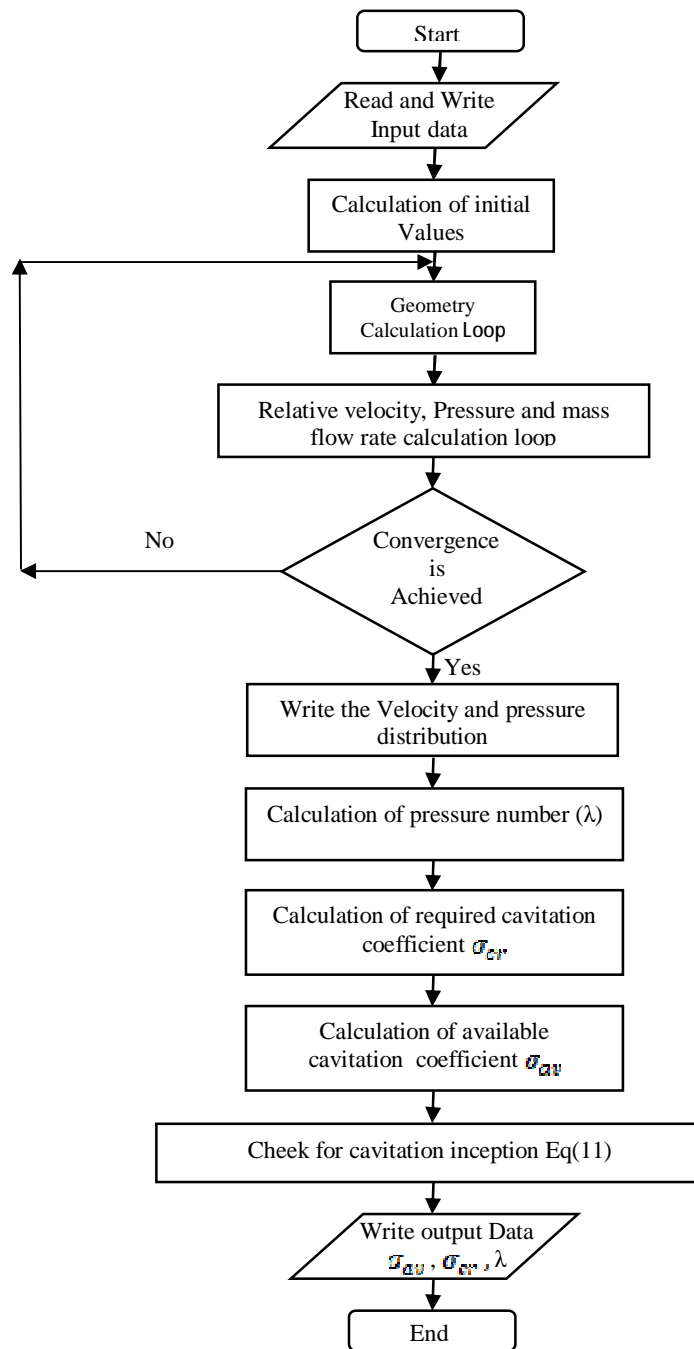 Start
Read and Write
Input data
Calculation of initial
Values
Geometry
Calculation Loop
Relative velocity, Pressure and mass
flow rate calculation loop
No
Convergence
is
Achieved
Yes
Write the Velocity and pressure
distribution
Calculation of pressure number (λ)
Calculation of required cavitation
coefficient σcr
Calculation of available
cavitation coefficient σav
Cheek for cavitation inception Eq(11)
Write output Data
σav , σcr , λ
End